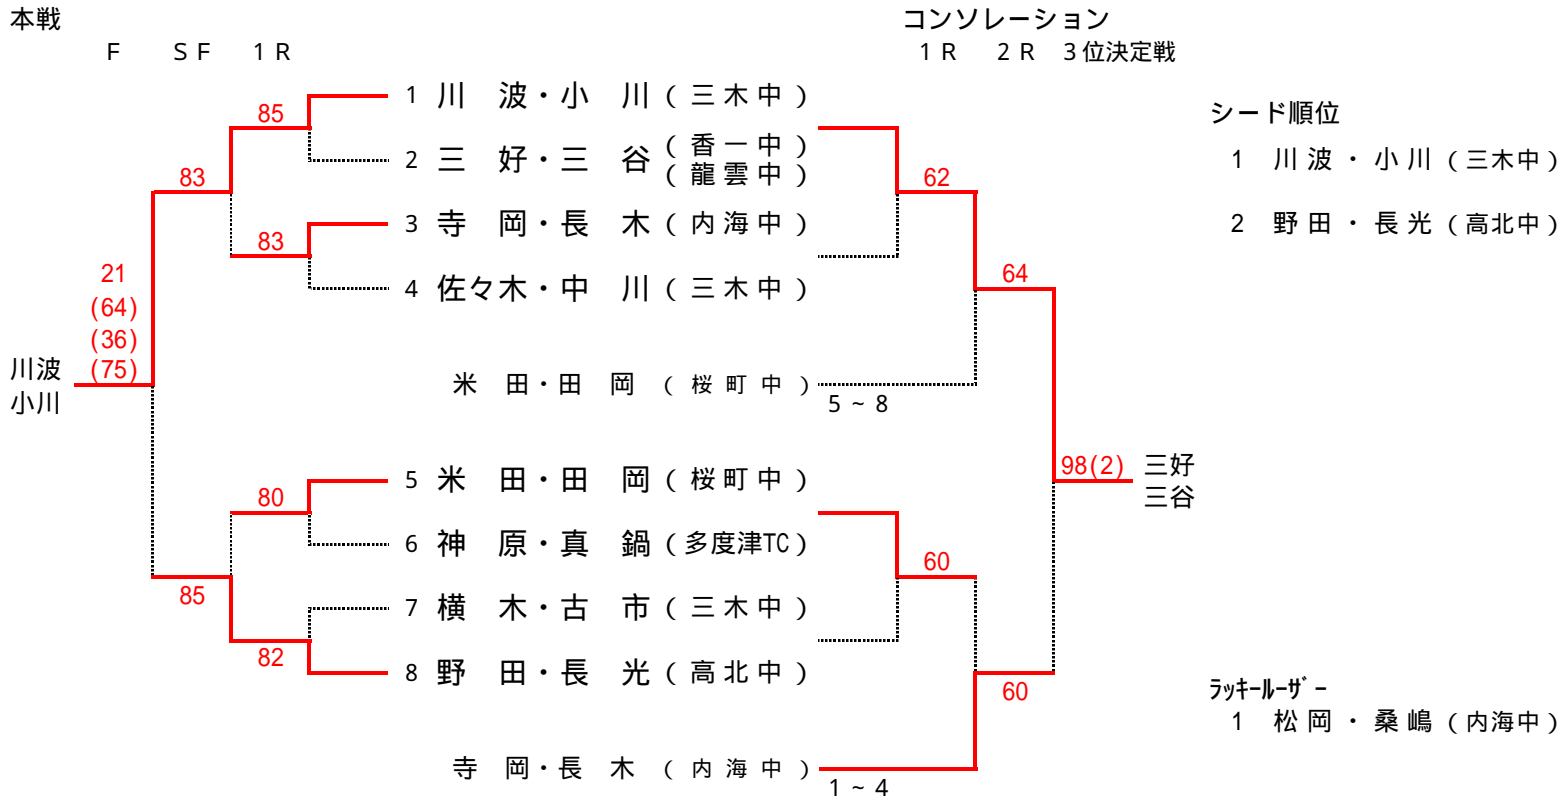 本戦 コンソレーション
F SF 1R 1R 2R 3位決定戦
1 川 波・小 川 (三木中)
85
シード順位
2 三 好・三 谷 (香一中)
(龍雲中)
1 川波・小川 (三木中)
83 62
3 寺 岡・長 木 (内海中)
2 野田・長光 (高北中)
83
21 64
4 佐々木・中 川 (三木中)
(64)
(36)
川波 (75)
小川
米 田・田 岡 (桜町中)
5~8
98(2) 三好
三谷
5 米 田・田 岡 (桜町中)
80
6 神 原・真 鍋 (多度津TC)
60
85
7 横 木・古 市 (三木中)
82
8 野 田・長 光 (高北中)
60
ラッキールーザー
1 松岡・桑嶋 (内海中)
寺 岡・長 木 (内海中)
1~4